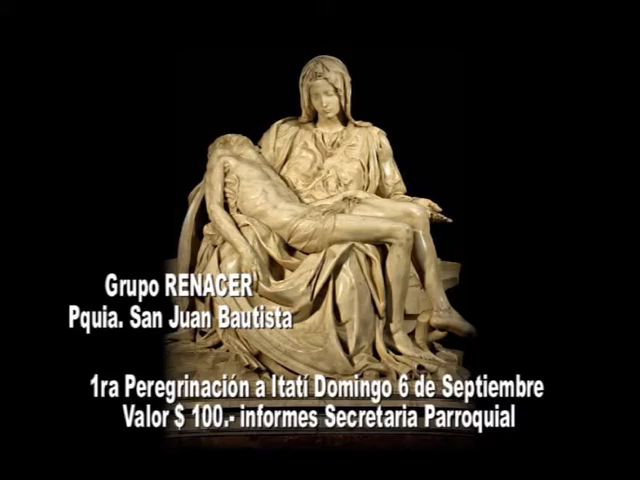 Grupo RENACER
Pquia. San Juan Bautista
1ra Peregrinación a Itatí Domingo 6 de Septiembre
Valor $ 100.- informes Secretaria Parroquial